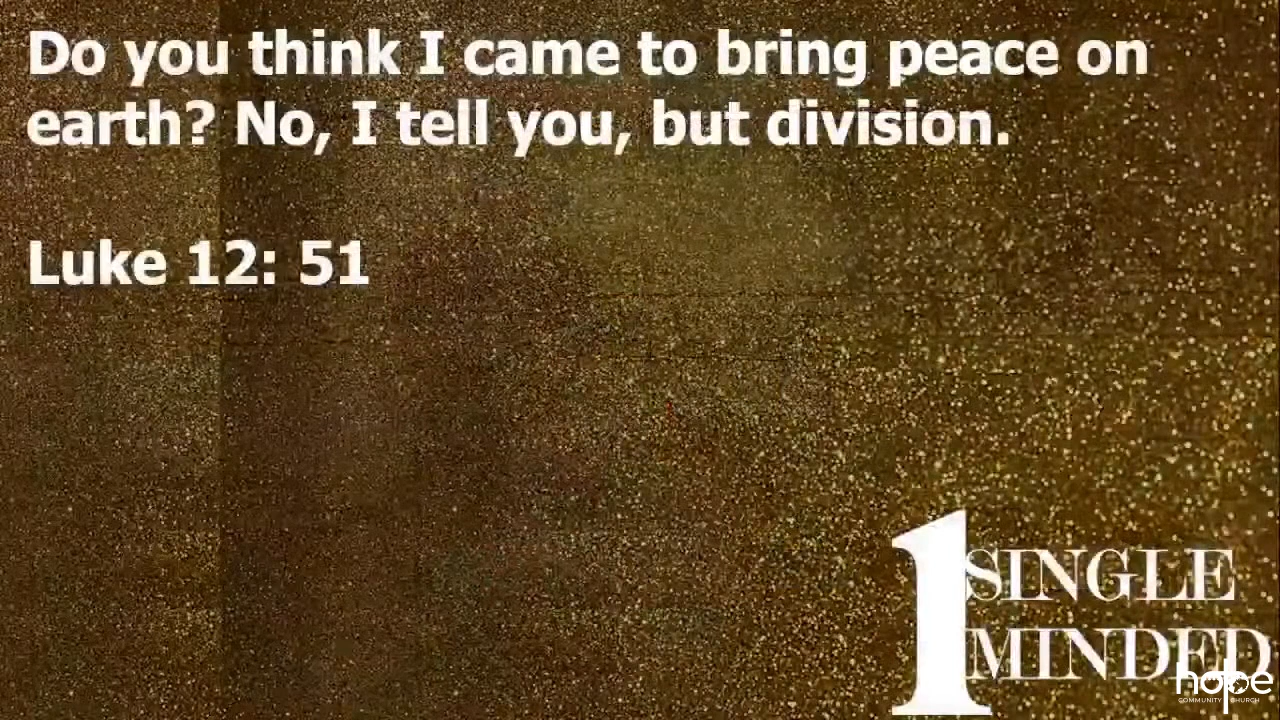 Do you think I came to bring peace on
earth? No, I tell you, but division.
Luke 12: 51
1 SINGLE
MINDED
hope
COMMUNITY CHURCH